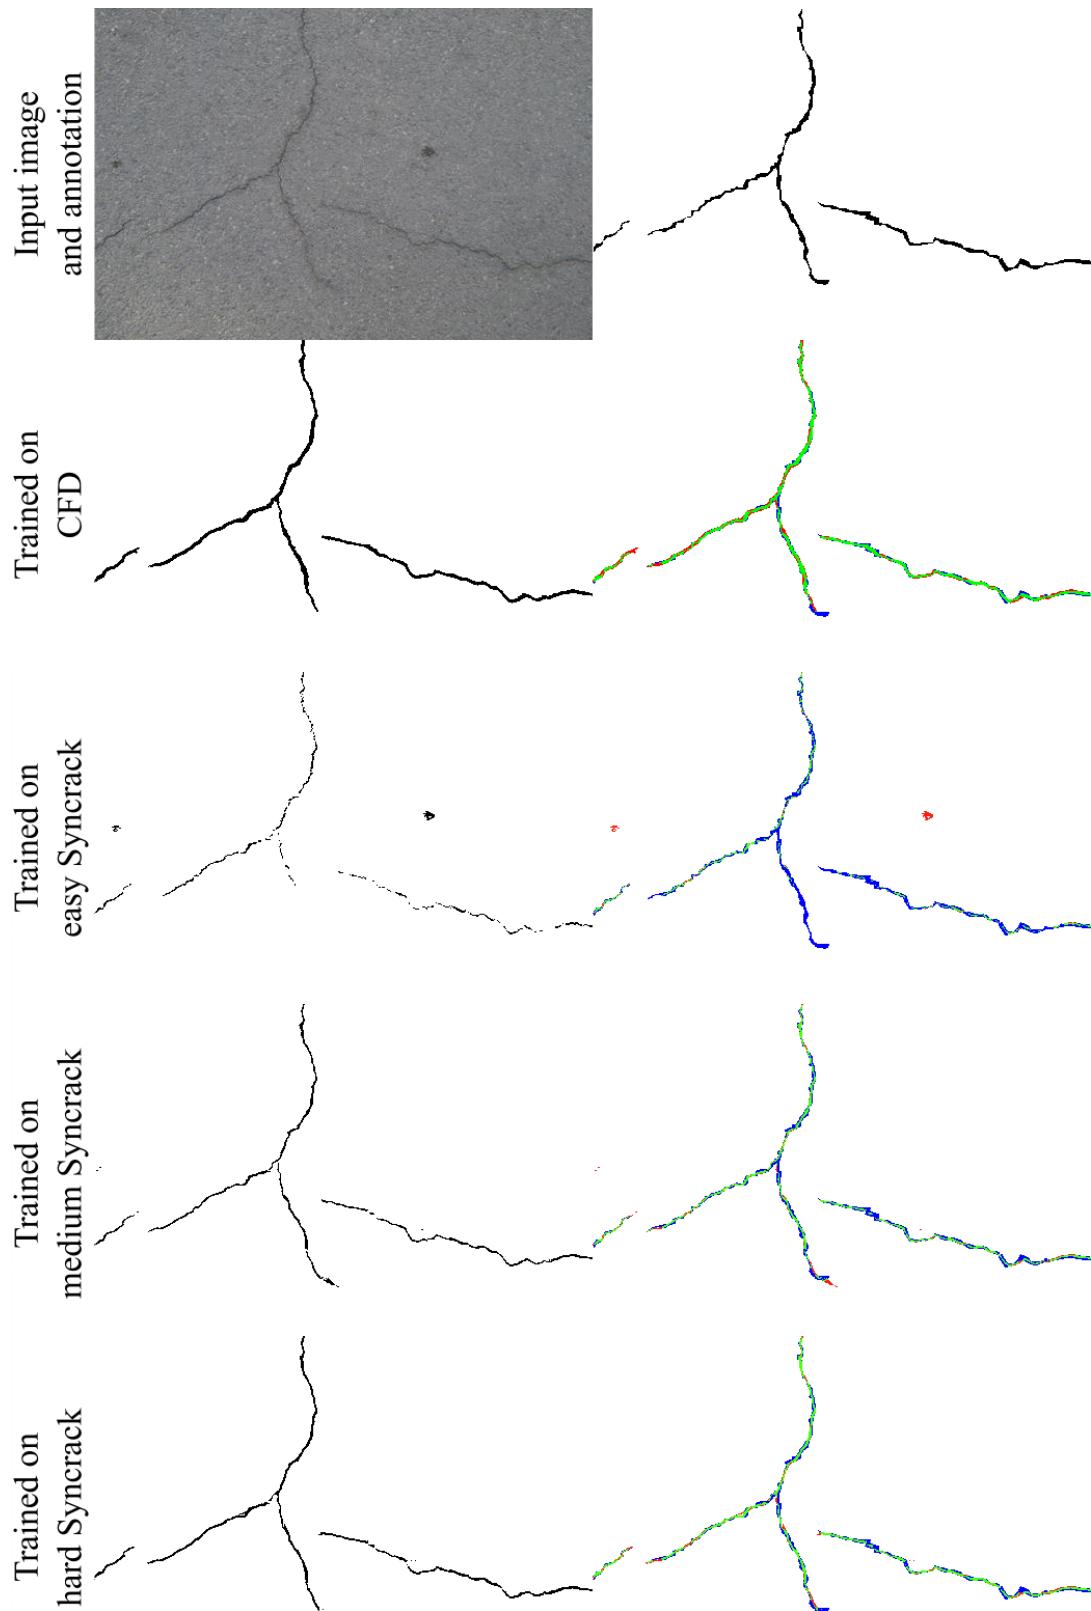 Input image
and annotation
Trained on
CFD
Trained on
easy Syncrack
Trained on
medium Syncrack
Trained on
hard Syncrack